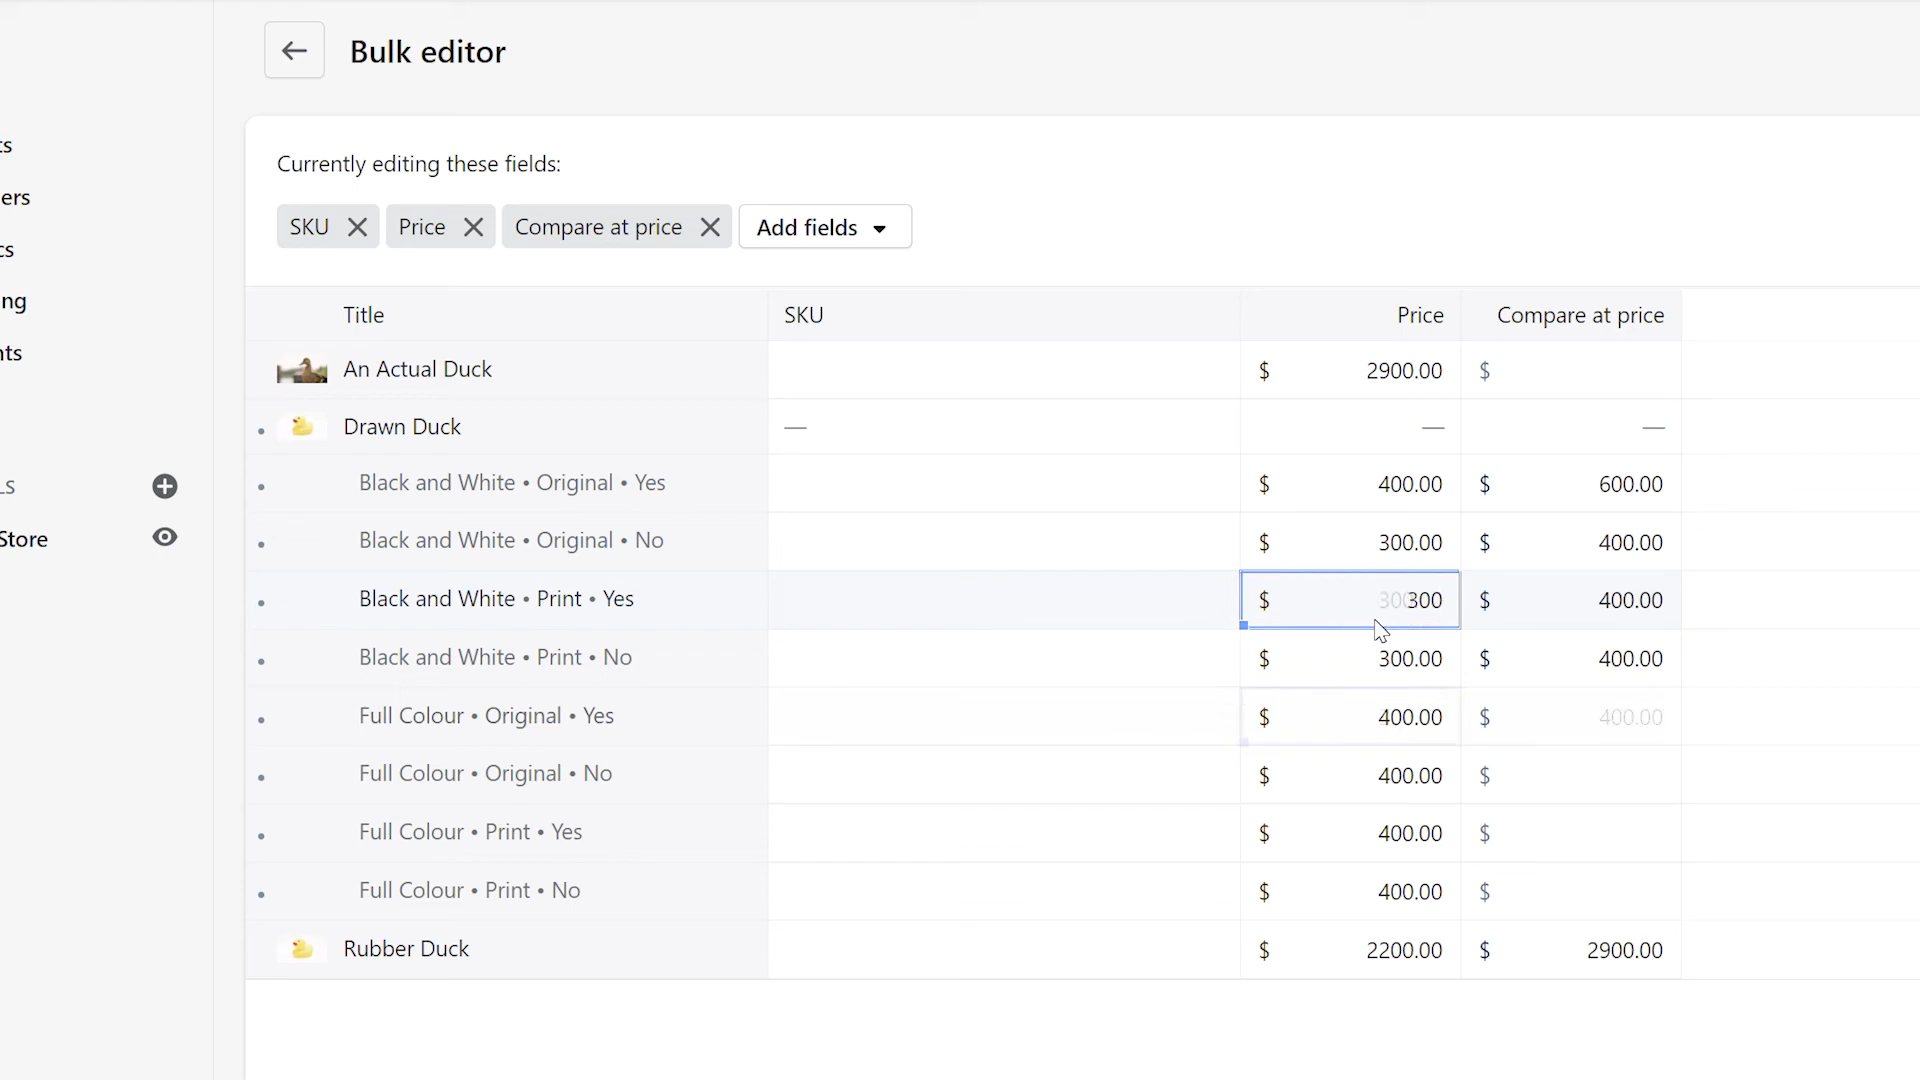 Bulk editor
ts
ers
cs
ng
nts
LS
Store
Currently editing these fields:
SKU Price Compare at price Add fields
Title SKU Price Compare at price
An Actual Duck $ 2900.00 $
Drawn Duck — — —
Black and White • Original • Yes $ 400.00 $ 600.00
Black and White • Original • No $ 300.00 $ 400.00
Black and White • Print • Yes $ 300 $ 400.00
Black and White • Print • No $ 300.00 $ 400.00
Full Colour • Original • Yes $ 400.00 $ 400.00
Full Colour • Original • No $ 400.00 $
Full Colour • Print • Yes $ 400.00 $
Full Colour • Print • No $ 400.00 $
Rubber Duck $ 2200.00 $ 2900.00